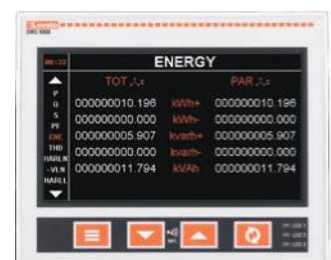 Lovato
ENERGY
TOT
PAR
P
Q
S
PF
ENE
THD
HARLN
-VLN
HARLL
000000010.196 kWh+ 000000010.196
000000000.000 kWh- 000000000.000
000000005.907 kvarh+ 000000005.907
000000000.000 kvarh- 000000000.000
000000011.794 kVAh 000000011.794